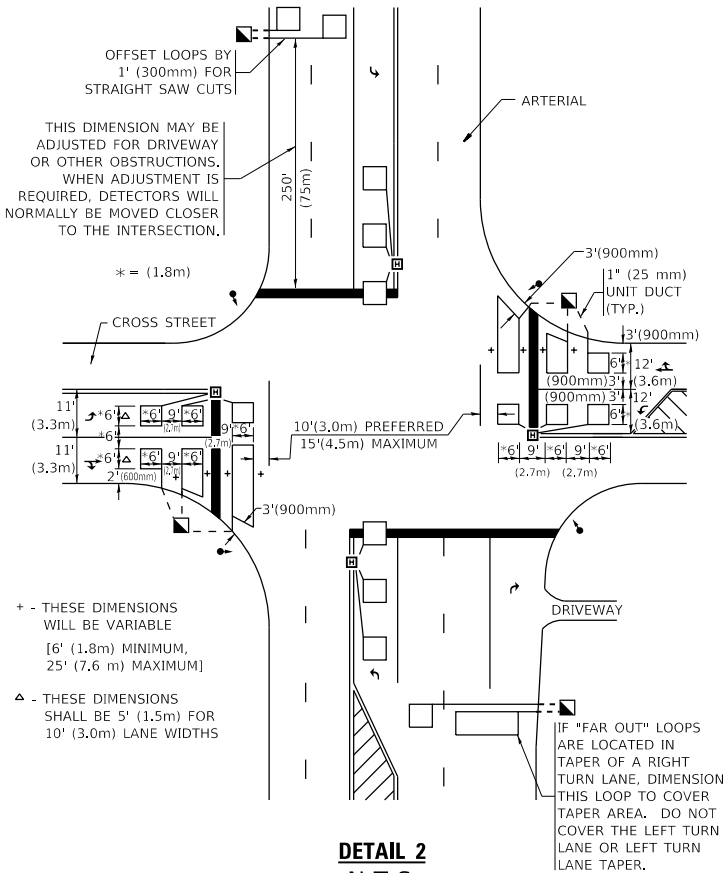 OFFSET LOOPS BY
1' (300mm) FOR
STRAIGHT SAW CUTS
THIS DIMENSION MAY BE
ADJUSTED FOR DRIVEWAY
OR OTHER OBSTRUCTIONS.
WHEN ADJUSTMENT IS
REQUIRED, DETECTORS WILL
NORMALLY BE MOVED CLOSER
TO THE INTERSECTION.
* = (1.8m)
250'
(75m)
ARTERIAL
H
3'(900mm)
1" (25 mm)
UNIT DUCT
(TYP.)
CROSS STREET
3'(900mm)
+ + + +
6'* 12'
(900mm) 3' (3.6m)
(900mm) 3' 12'
6'* (3.6m)
H
*6' 9' *6' 9' *6'
(2.7m) (2.7m)
H
11'
(3.3m)
*6' △ *6' 9' *6'
(2.7m)
*6'
(2.7m) 9' *6'
11'
(3.3m)
*6' △ *6' 9' *6'
(2.7m)
2' (600mm)
+ + +
10'(3.0m) PREFERRED
15'(4.5m) MAXIMUM
3'(900mm)
H
+ - THESE DIMENSIONS
WILL BE VARIABLE
[6' (1.8m) MINIMUM,
25' (7.6 m) MAXIMUM]
△ - THESE DIMENSIONS
SHALL BE 5' (1.5m) FOR
10' (3.0m) LANE WIDTHS
DRIVEWAY
IF "FAR OUT" LOOPS
ARE LOCATED IN
TAPER OF A RIGHT
TURN LANE, DIMENSION
THIS LOOP TO COVER
TAPER AREA. DO NOT
COVER THE LEFT TURN
LANE OR LEFT TURN
LANE TAPER.
DETAIL 2